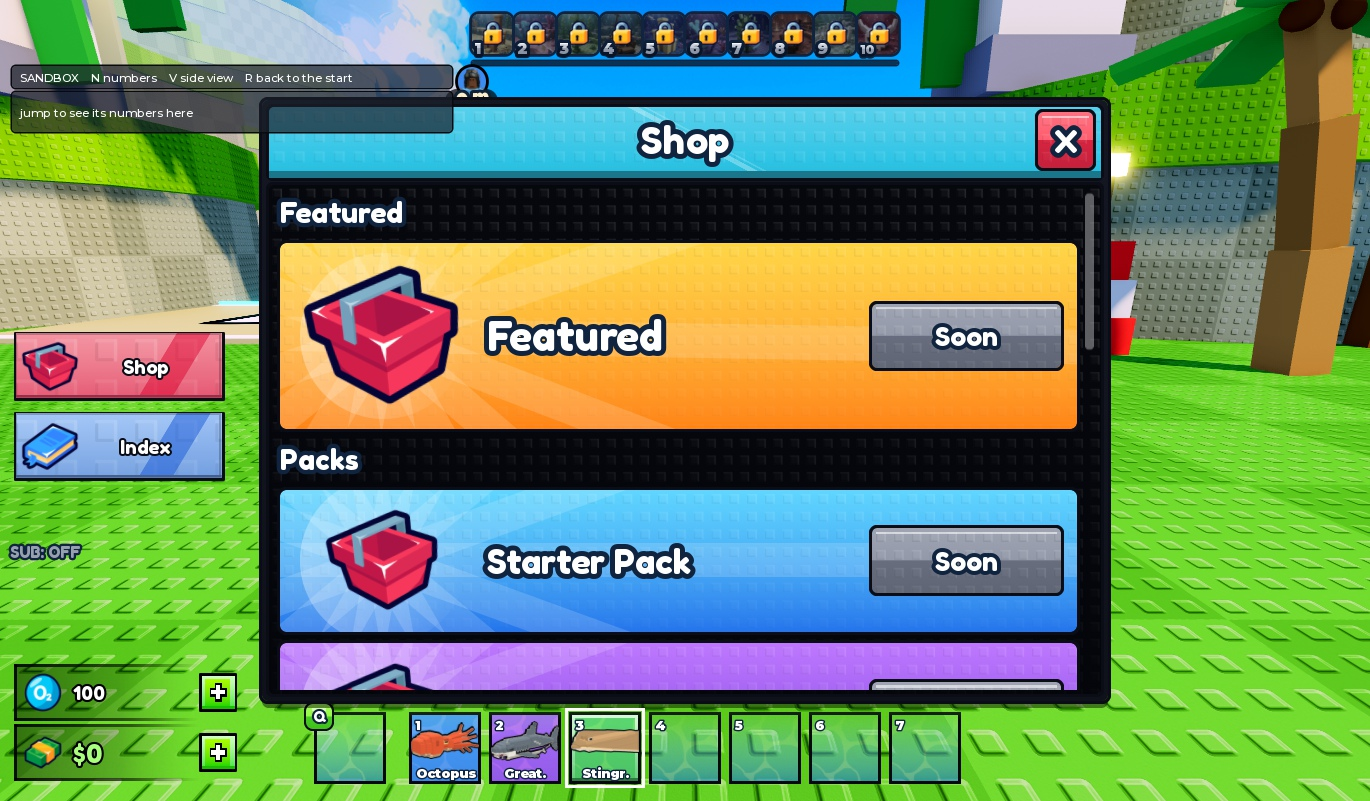 1 2 3 4 5 6 7 8 9 10
SANDBOX N numbers V side view R back to the start
jump to see its numbers here
Shop
Featured
Featured
Soon
Shop
Index
Packs
Starter Pack
Soon
SUB: OFF
O2 100
$0
Q
1 Octopus
2 Great.
3 Stingr.
4
5
6
7